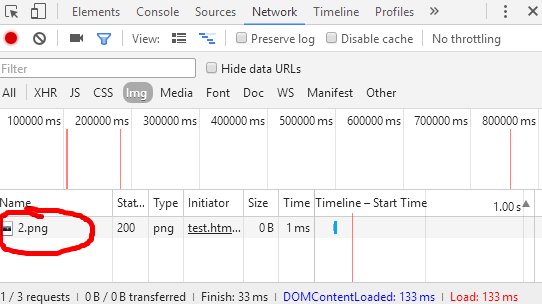 Elements Console Sources Network Timeline Profiles »
View: Preserve log Disable cache No throttling
Filter Hide data URLs
All XHR JS CSS Img Media Font Doc WS Manifest Other
100000 ms 200000 ms 300000 ms 400000 ms 500000 ms 600000 ms 700000 ms 800000 ms
Name Stat... Type Initiator Size Time Timeline – Start Time 1.00 s
2.png 200 png test.htm... 0 B 1 ms
1 / 3 requests | 0 B / 0 B transferred | Finish: 33 ms | DOMContentLoaded: 133 ms | Load: 133 ms